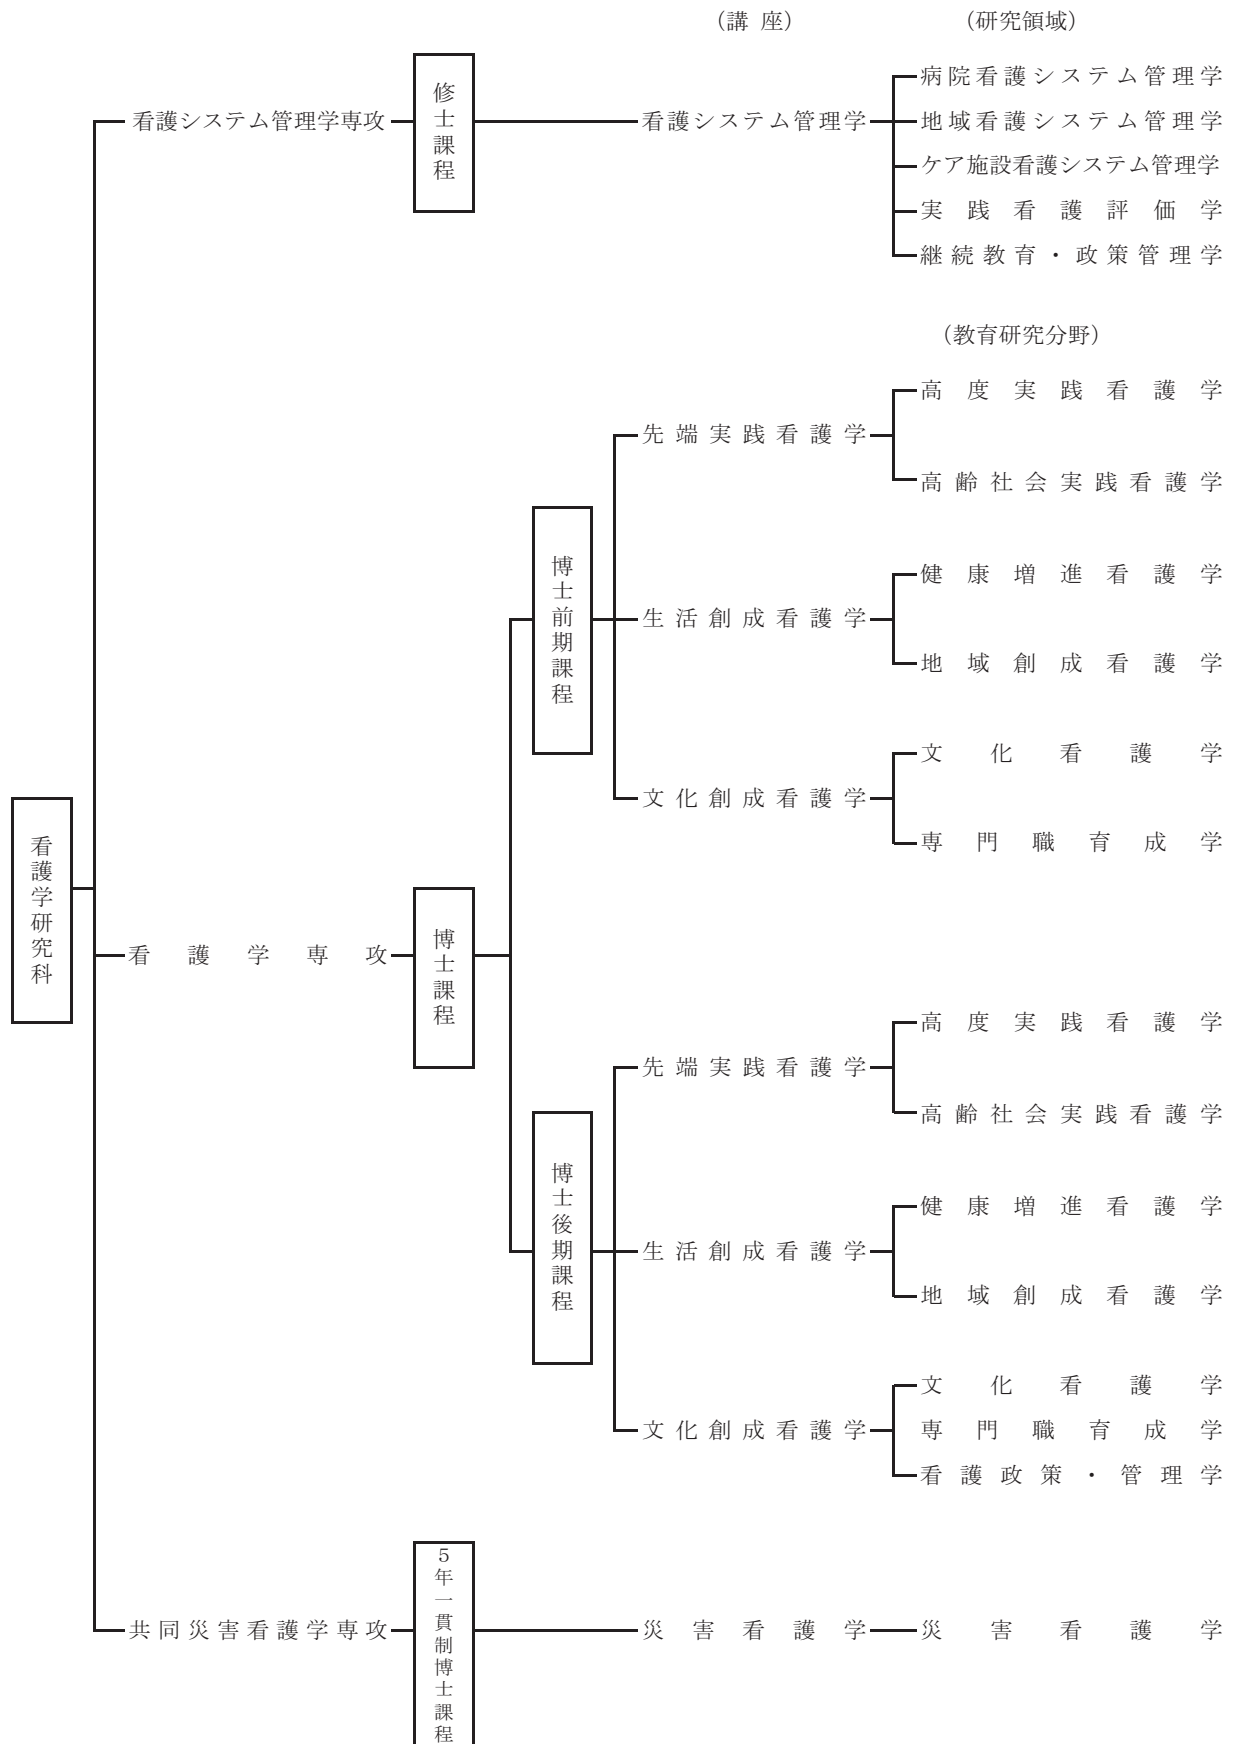 （講 座）
（研究領域）
看護学研究科
看護システム管理学専攻
修士課程
看護システム管理学
病院看護システム管理学
地域看護システム管理学
ケア施設看護システム管理学
実践看護評価学
継続教育・政策管理学
（教育研究分野）
看護学専攻
博士課程
博士前期課程
先端実践看護学
高度実践看護学
高齢社会実践看護学
生活創成看護学
健康増進看護学
地域創成看護学
文化創成看護学
文化看護学
専門職育成学
博士後期課程
先端実践看護学
高度実践看護学
高齢社会実践看護学
生活創成看護学
健康増進看護学
地域創成看護学
文化創成看護学
文化看護学
専門職育成学
看護政策・管理学
共同災害看護学専攻
５年一貫制博士課程
災害看護学
災害看護学